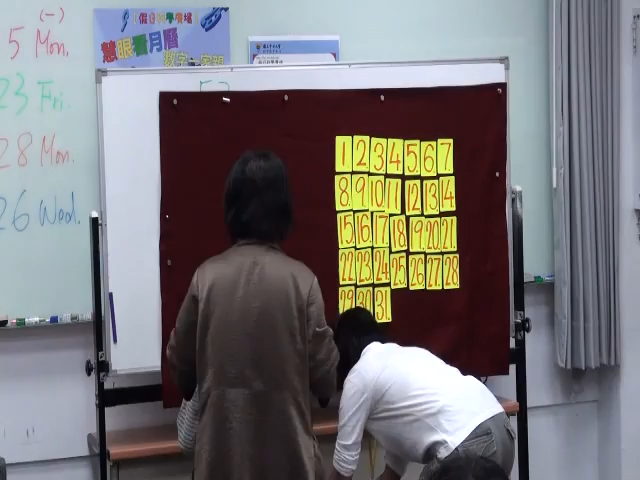 (一)
5 Mon.
23 Fri.
28 Mon.
26 Wed.
慧眼看月曆
1 2 3 4 5 6 7
8 9 10 11 12 13 14
15 16 17 18 19 20 21
22 23 24 25 26 27 28
29 30 31